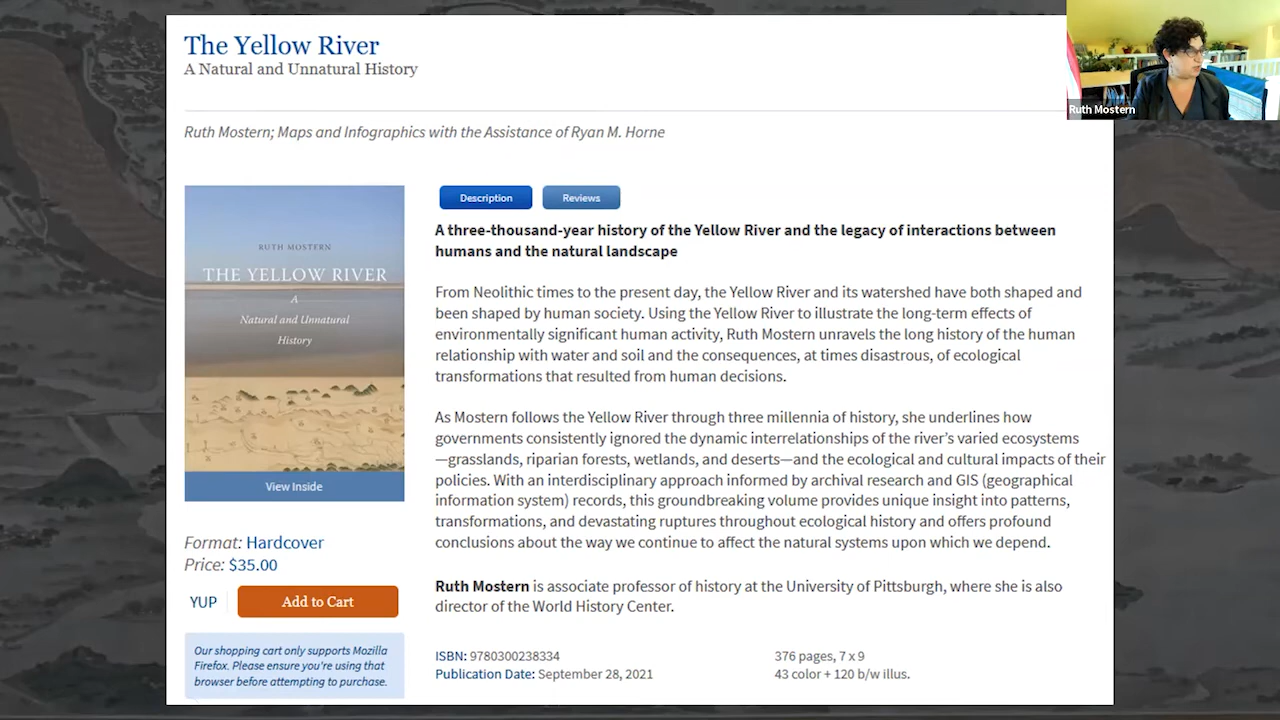 The Yellow River
A Natural and Unnatural History
Ruth Mostern
Ruth Mostern; Maps and Infographics with the Assistance of Ryan M. Horne
RUTH MOSTERN
THE YELLOW RIVER
A
Natural and Unnatural
History
View Inside
Format: Hardcover
Price: $35.00
YUP
Add to Cart
Our shopping cart only supports Mozilla
Firefox. Please ensure you're using that
browser before attempting to purchase.
Description
Reviews
A three-thousand-year history of the Yellow River and the legacy of interactions between
humans and the natural landscape
From Neolithic times to the present day, the Yellow River and its watershed have both shaped and
been shaped by human society. Using the Yellow River to illustrate the long-term effects of
environmentally significant human activity, Ruth Mostern unravels the long history of the human
relationship with water and soil and the consequences, at times disastrous, of ecological
transformations that resulted from human decisions.
As Mostern follows the Yellow River through three millennia of history, she underlines how
governments consistently ignored the dynamic interrelationships of the river's varied ecosystems
—grasslands, riparian forests, wetlands, and deserts—and the ecological and cultural impacts of their
policies. With an interdisciplinary approach informed by archival research and GIS (geographical
information system) records, this groundbreaking volume provides unique insight into patterns,
transformations, and devastating ruptures throughout ecological history and offers profound
conclusions about the way we continue to affect the natural systems upon which we depend.
Ruth Mostern is associate professor of history at the University of Pittsburgh, where she is also
director of the World History Center.
ISBN: 9780300238334
Publication Date: September 28, 2021
376 pages, 7 x 9
43 color + 120 b/w illus.